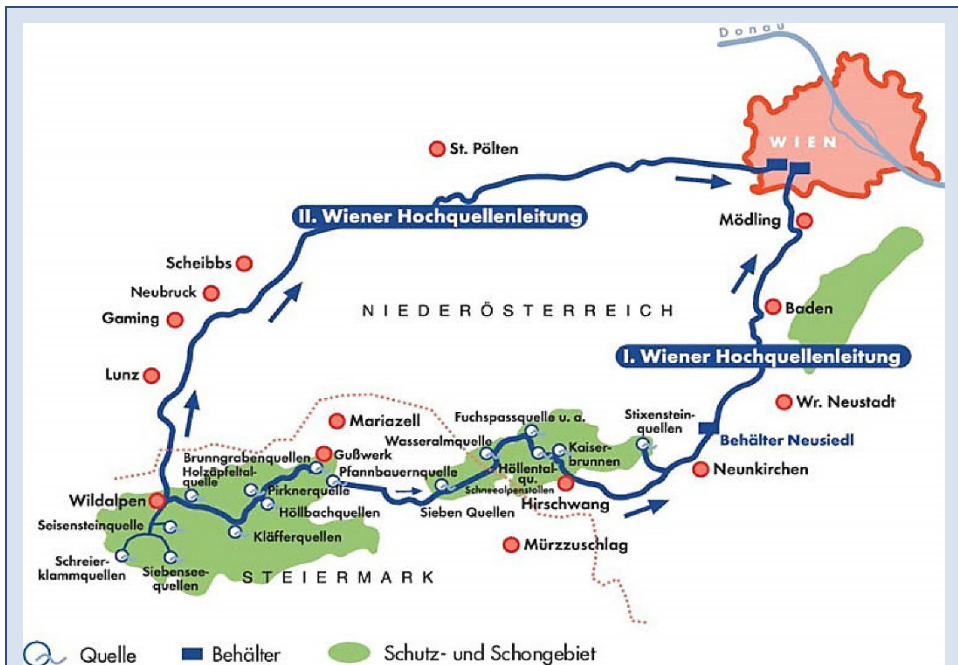 Donau
WIEN
St. Pölten
II. Wiener Hochquellenleitung
Mödling
Scheibbs
Neubruck
Gaming
NIEDERÖSTERREICH
Baden
I. Wiener Hochquellenleitung
Lunz
Wr. Neustadt
Mariazell
Fuchspassquelle u. a.
Stixenstein-
quellen
Behälter Neusiedl
Wasseralmquelle
Gußwerk
Brunngrabenquellen
Holzäpfeltal-
quelle
Pfannbauernquelle
Pirknerquelle
Höllental-
qu.
Kaiser-
brunnen
Neunkirchen
Schneealpenstollen
Hirschwang
Wildalpen
Höllbachquellen
Sieben Quellen
Seisensteinquelle
Kläfferquellen
Mürzzuschlag
Schreier-
klammquellen
Siebensee-
quellen
STEIERMARK
Quelle
Behälter
Schutz- und Schongebiet